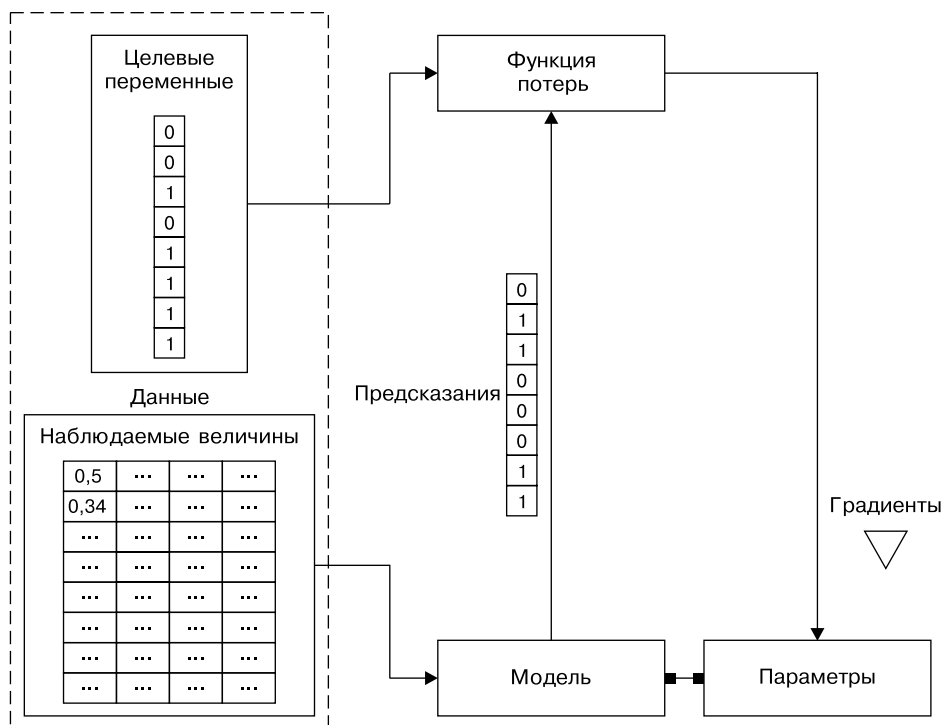 Целевые
переменные
0
0
1
0
1
1
1
1
Данные
Наблюдаемые величины
0,5 ... ... ...
0,34 ... ... ...
... ... ... ...
... ... ... ...
... ... ... ...
... ... ... ...
... ... ... ...
... ... ... ...
Функция
потерь
Предсказания
0
1
1
0
0
0
1
1
Градиенты
Модель
Параметры